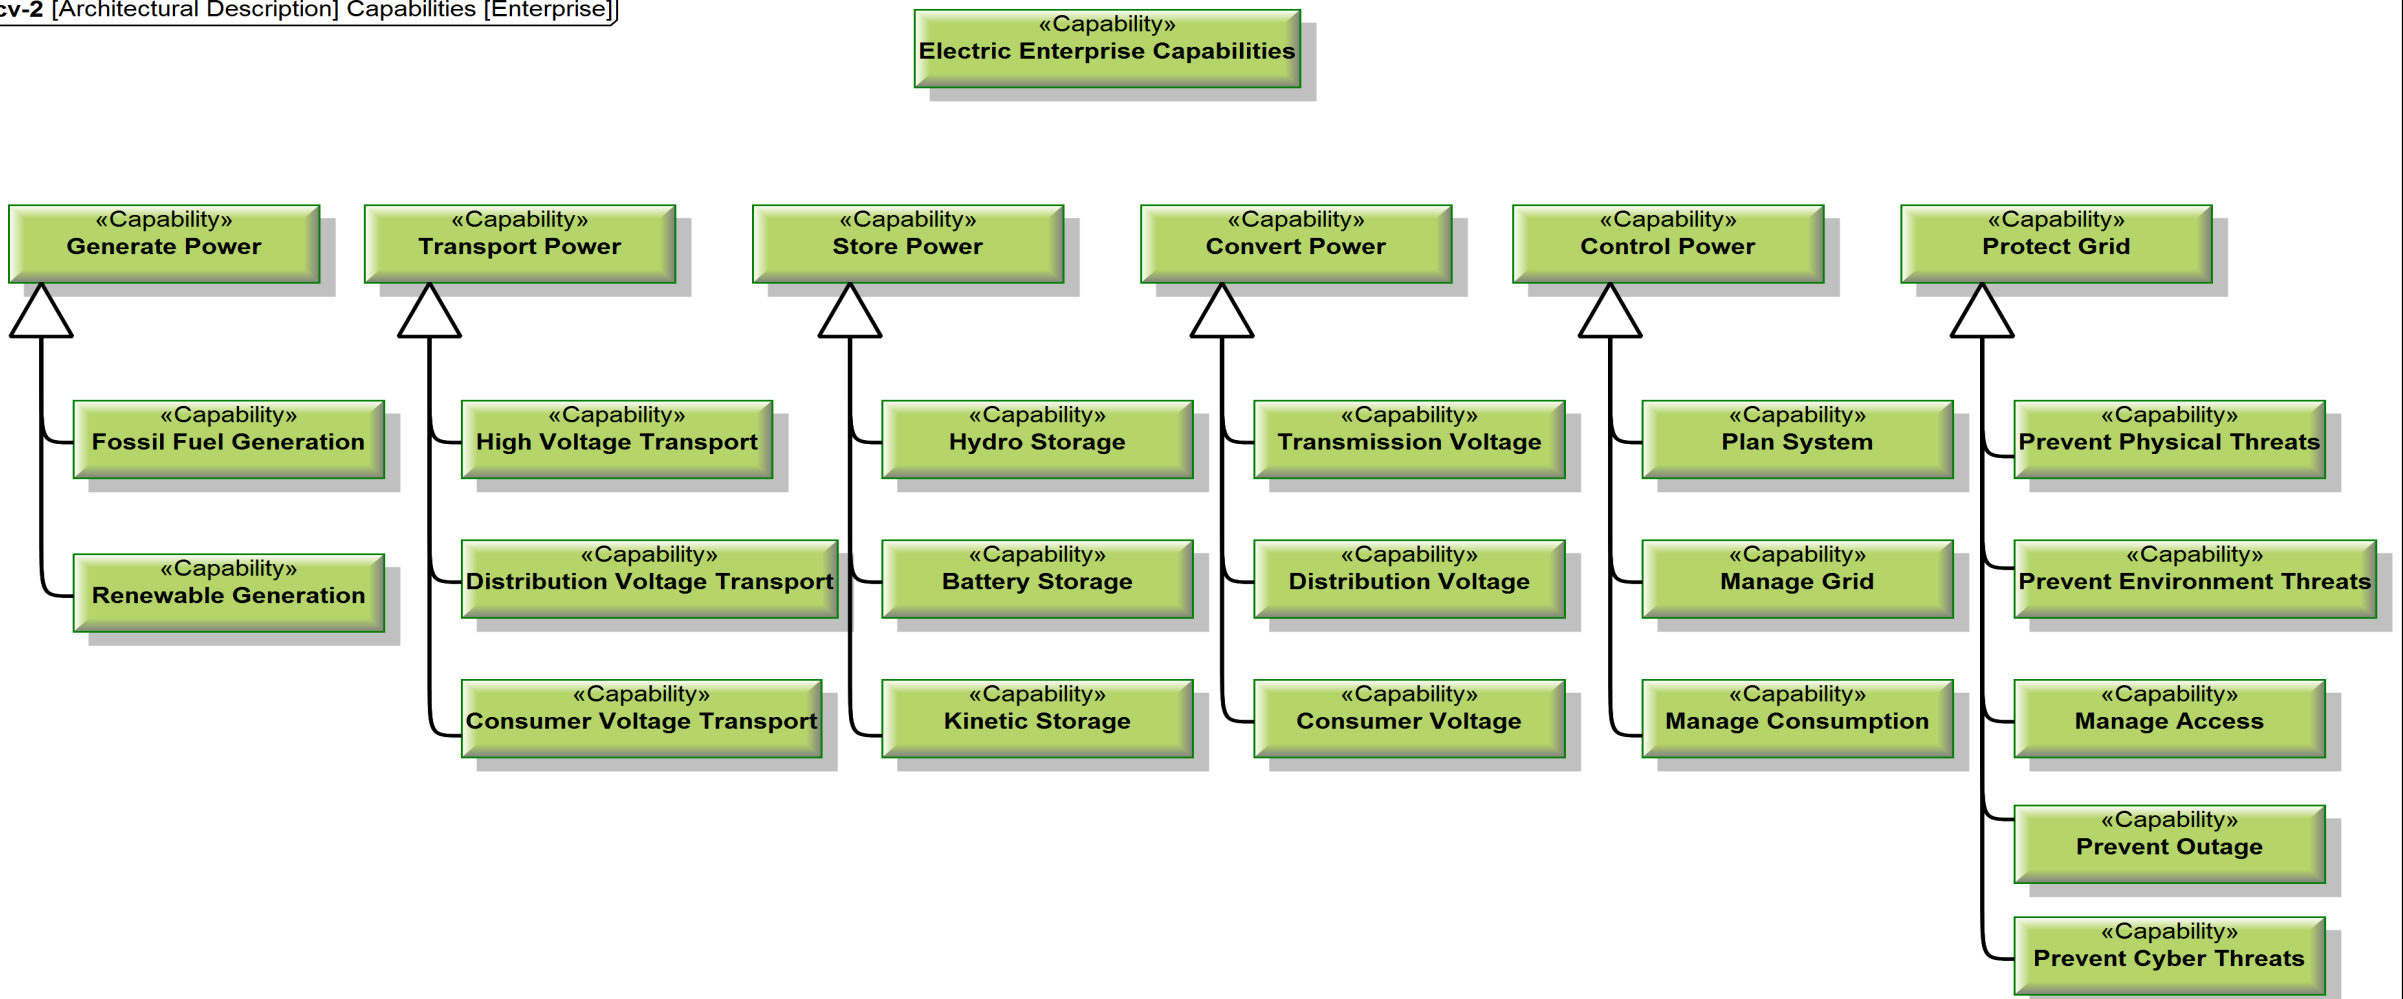 cv-2 [Architectural Description] Capabilities [Enterprise]
«Capability»
Electric Enterprise Capabilities
«Capability»
Generate Power
«Capability»
Transport Power
«Capability»
Store Power
«Capability»
Convert Power
«Capability»
Control Power
«Capability»
Protect Grid
«Capability»
Fossil Fuel Generation
«Capability»
High Voltage Transport
«Capability»
Hydro Storage
«Capability»
Transmission Voltage
«Capability»
Plan System
«Capability»
Prevent Physical Threats
«Capability»
Renewable Generation
«Capability»
Distribution Voltage Transport
«Capability»
Battery Storage
«Capability»
Distribution Voltage
«Capability»
Manage Grid
«Capability»
Prevent Environment Threats
«Capability»
Consumer Voltage Transport
«Capability»
Kinetic Storage
«Capability»
Consumer Voltage
«Capability»
Manage Consumption
«Capability»
Manage Access
«Capability»
Prevent Outage
«Capability»
Prevent Cyber Threats